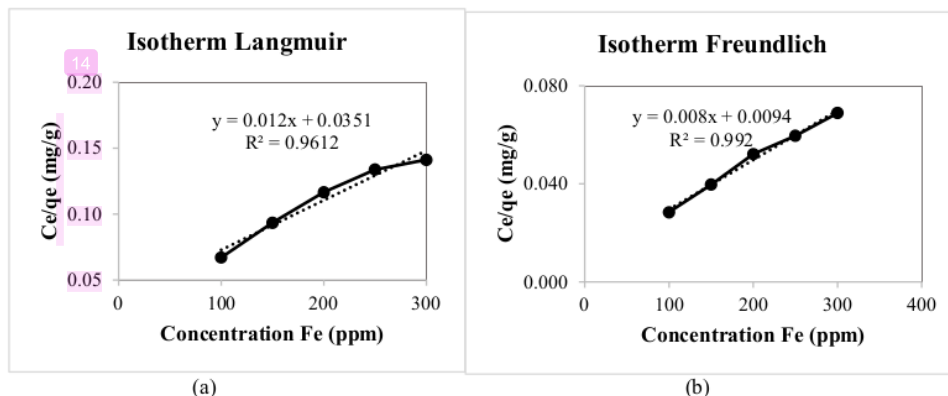 Isotherm Langmuir
14
0.20
y = 0.012x + 0.0351
R² = 0.9612
0.15
0.10
0.05
Ce/qe (mg/g)
0
100
200
300
Concentration Fe (ppm)
(a)
Isotherm Freundlich
0.080
y = 0.008x + 0.0094
R² = 0.992
0.040
0.000
Ce/qe (mg/g)
0
100
200
300
400
Concentration Fe (ppm)
(b)